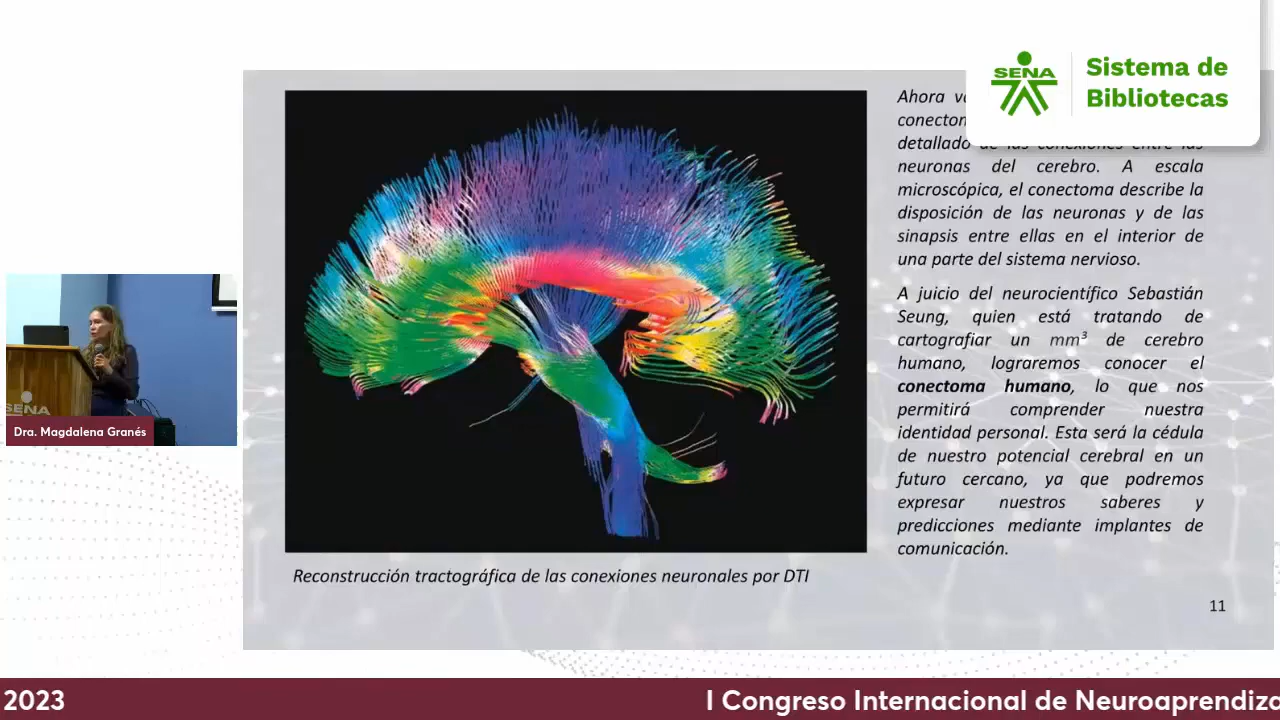 SENA
Sistema de
Bibliotecas
Ahora
detallado de las conexiones entre las
neuronas del cerebro. A escala
microscópica, el conectoma describe la
disposición de las neuronas y de las
sinapsis entre ellas en el interior de
una parte del sistema nervioso.
A juicio del neurocientífico Sebastián
Seung, quien está tratando de
cartografiar un mm³ de cerebro
humano, lograremos conocer el
conectoma humano, lo que nos
permitirá comprender nuestra
identidad personal. Esta será la cédula
de nuestro potencial cerebral en un
futuro cercano, ya que podremos
expresar nuestros saberes y
predicciones mediante implantes de
comunicación.
Reconstrucción tractográfica de las conexiones neuronales por DTI
11
SENA
Dra. Magdalena Granés
2023
I Congreso Internacional de Neuroaprendiza